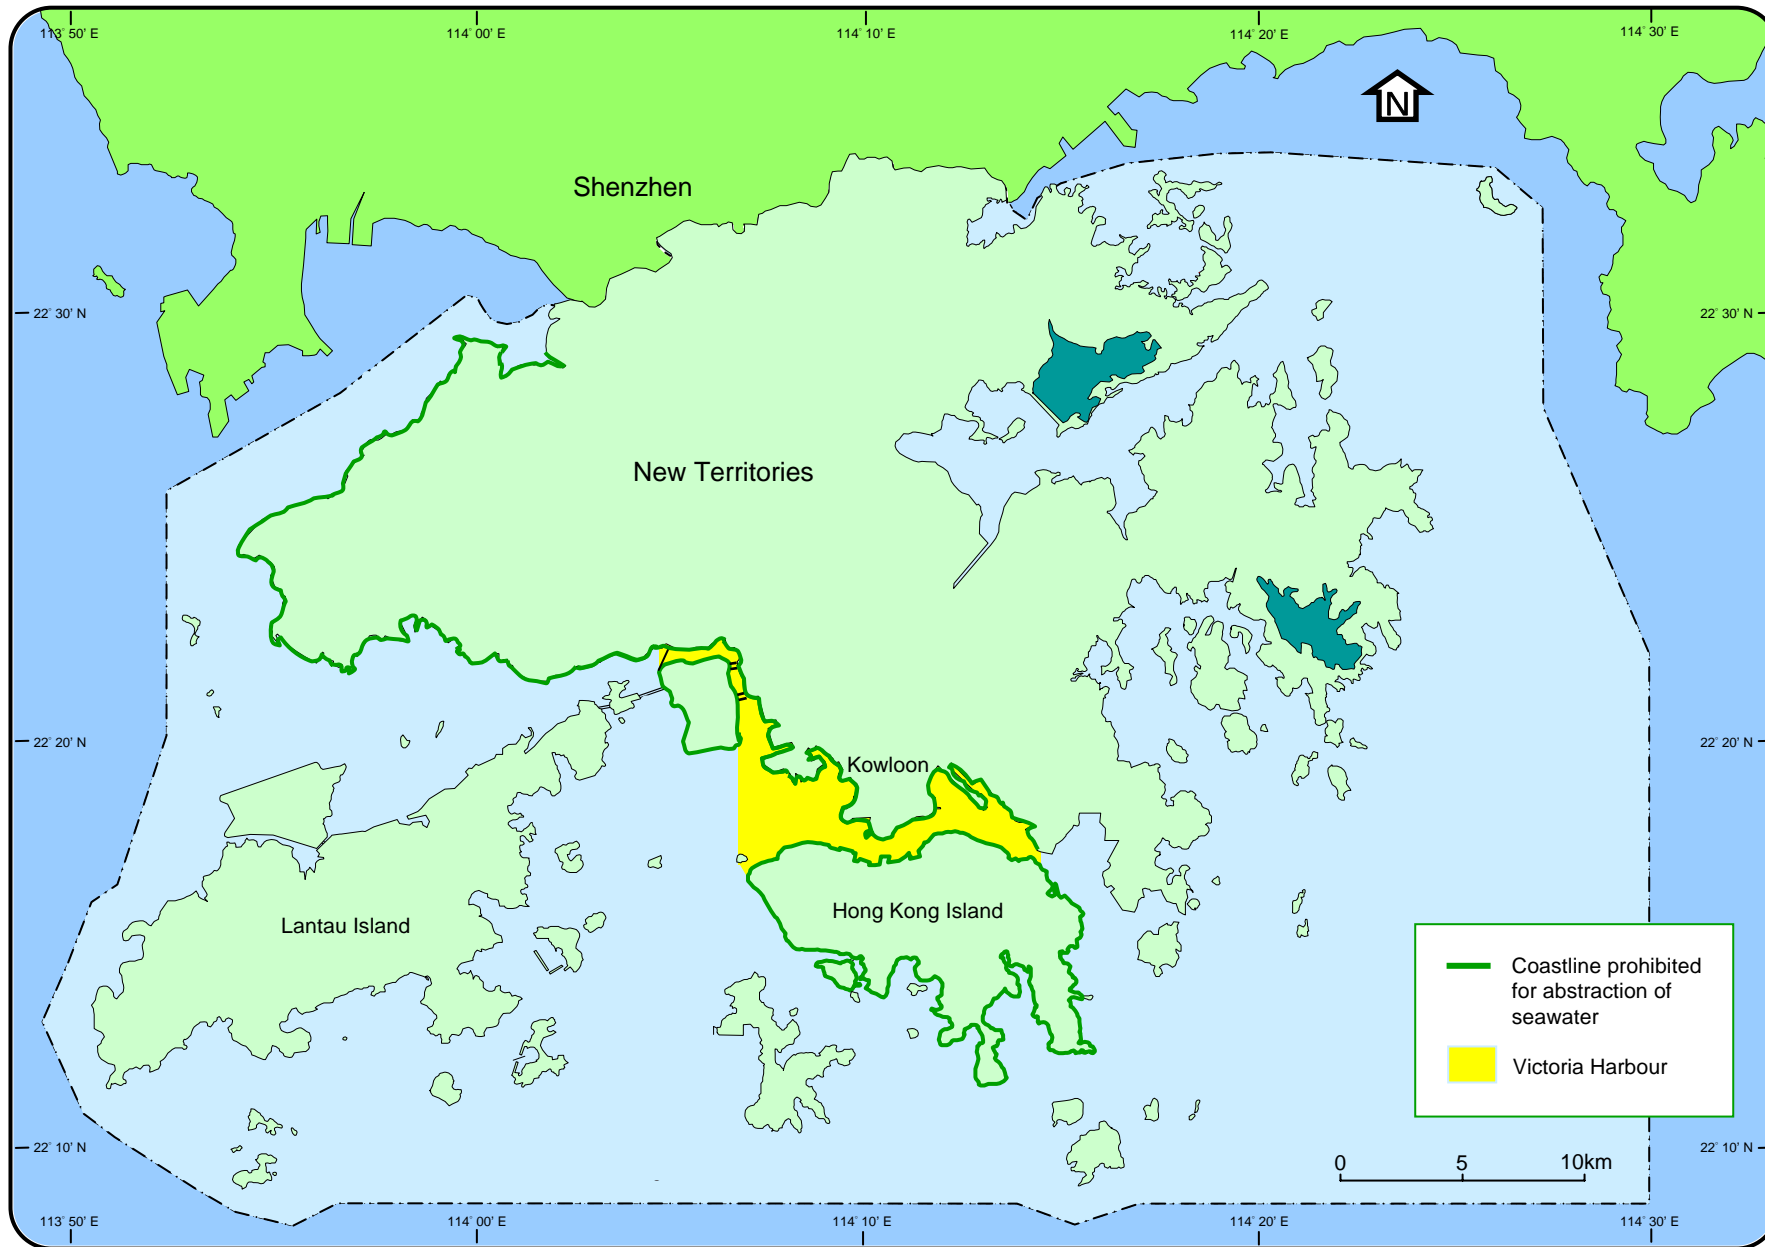 113° 50' E
114° 00' E
114° 10' E
114° 20' E
114° 30' E
N
Shenzhen
22° 30' N
22° 30' N
New Territories
22° 20' N
22° 20' N
Kowloon
Hong Kong Island
Lantau Island
Coastline prohibited
for abstraction of
seawater
Victoria Harbour
22° 10' N
22° 10' N
0 5 10km
113° 50' E
114° 00' E
114° 10' E
114° 20' E
114° 30' E